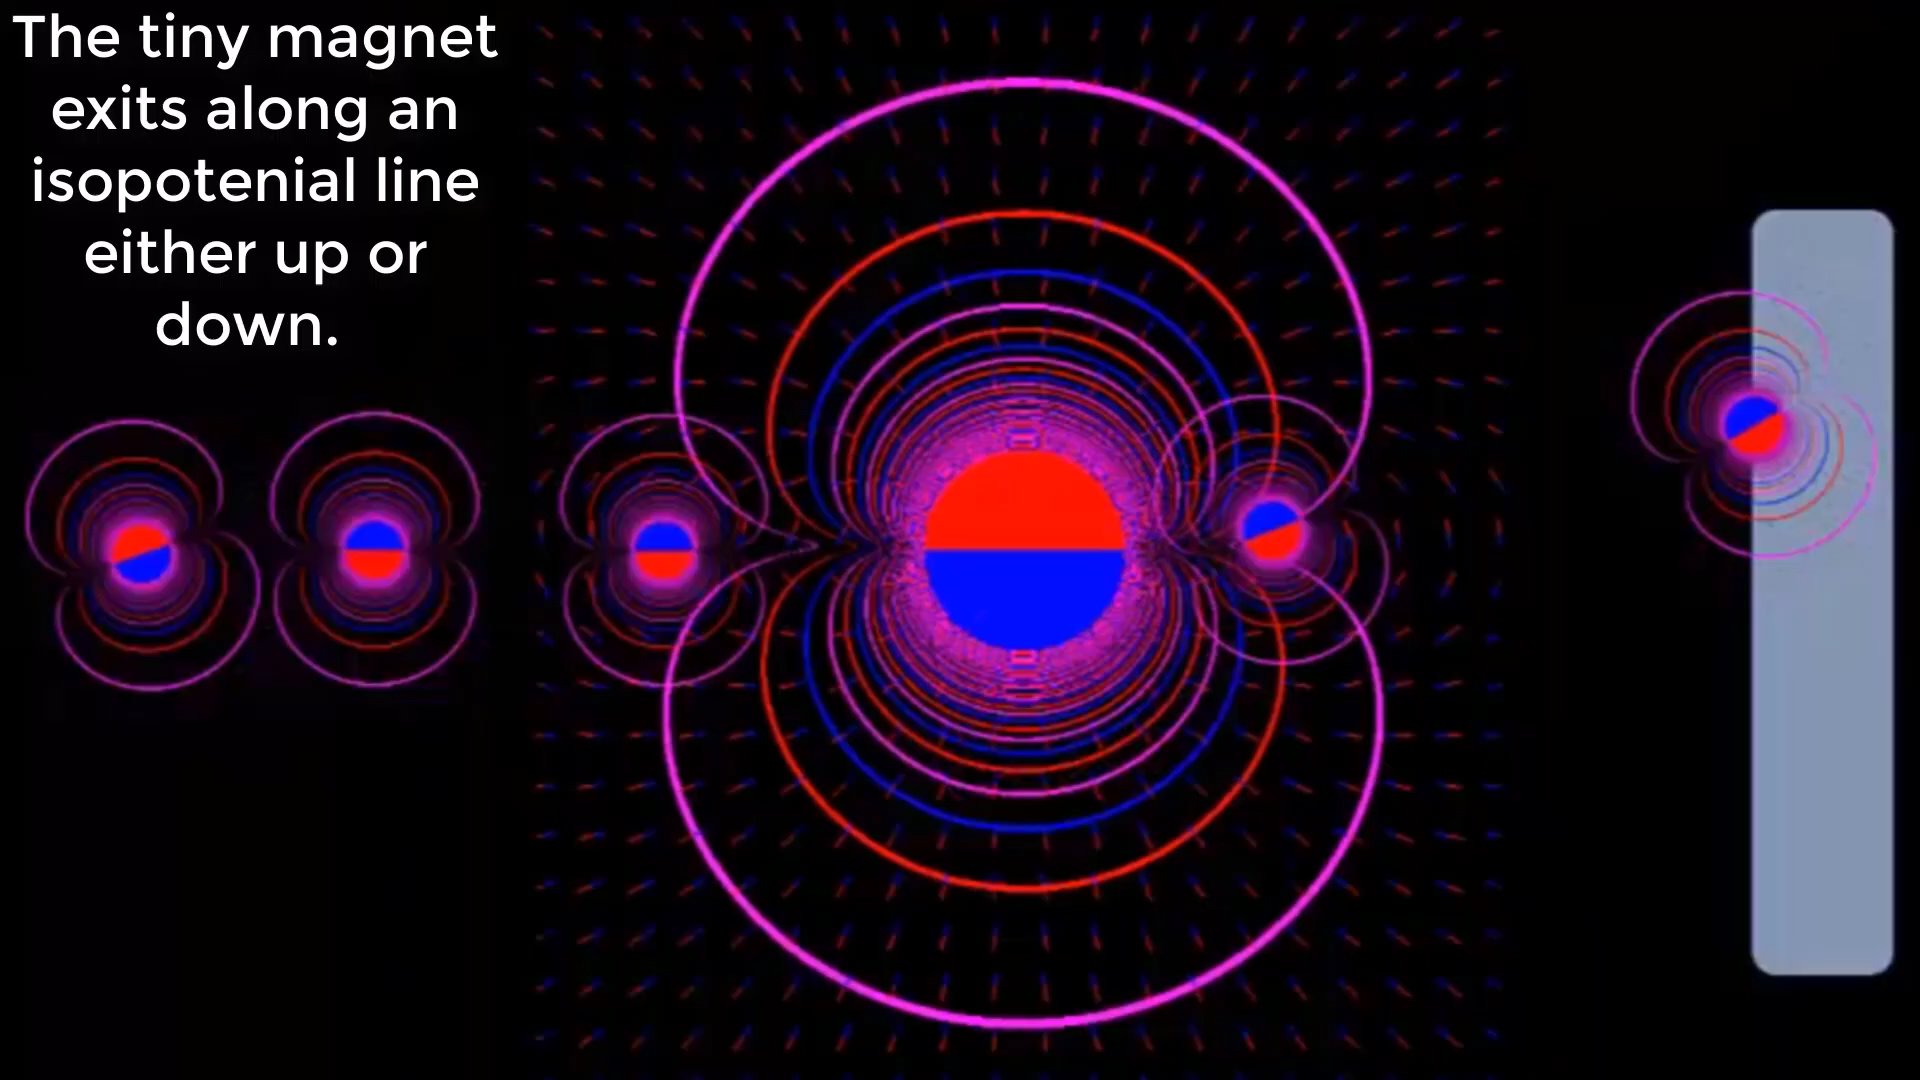 The tiny magnet
exits along an
isopotenial line
either up or
down.